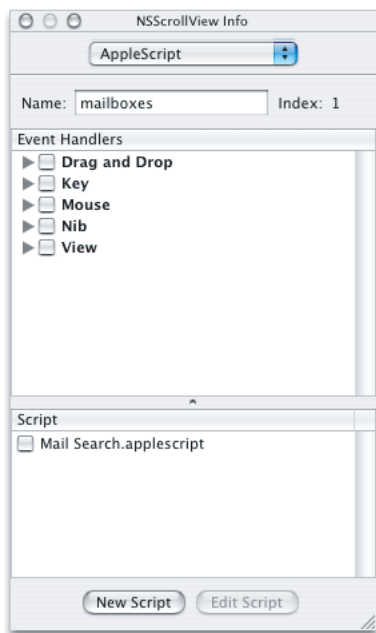 NSScrollView Info
AppleScript
Name: mailboxes Index: 1
Event Handlers
Drag and Drop
Key
Mouse
Nib
View
Script
Mail Search.applescript
New Script Edit Script